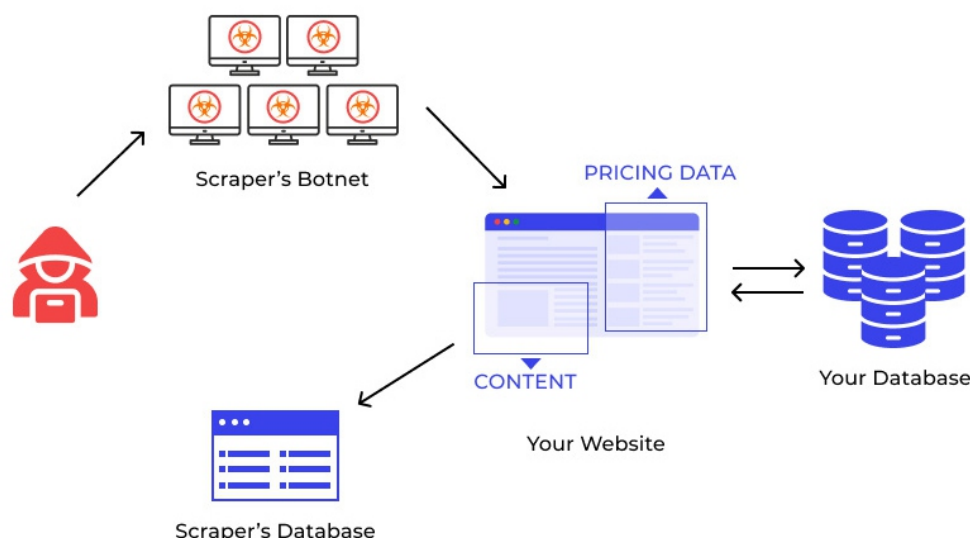 Scraper's Botnet
PRICING DATA
CONTENT
Your Database
Your Website
Scraper's Database